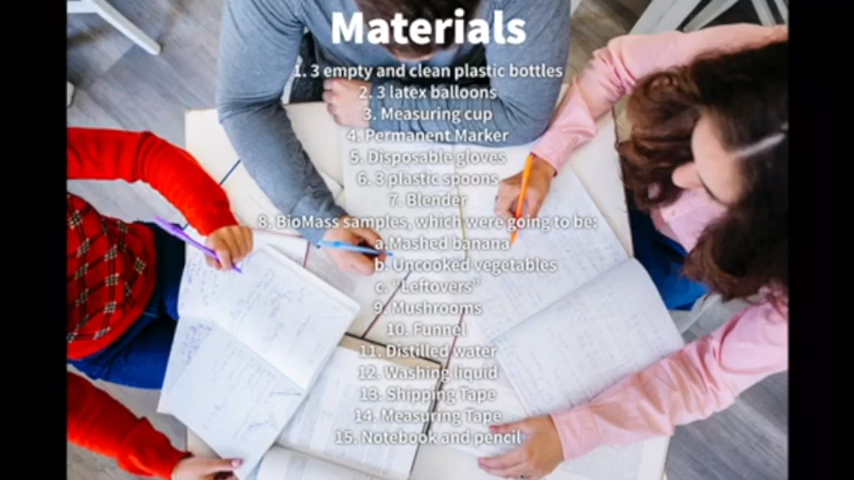 Materials
1. 3 empty and clean plastic bottles
2. 3 latex balloons
3. Measuring cup
4. Permanent Marker
5. Disposable gloves
6. 3 plastic spoons
7. Blender
8. BioMass samples, which were going to be:
a.Mashed banana
b. Uncooked vegetables
c. "Leftovers"
9. Mushrooms
10. Funnel
11. Distilled water
12. Washing liquid
13. Shipping Tape
14. Measuring Tape
15. Notebook and pencil